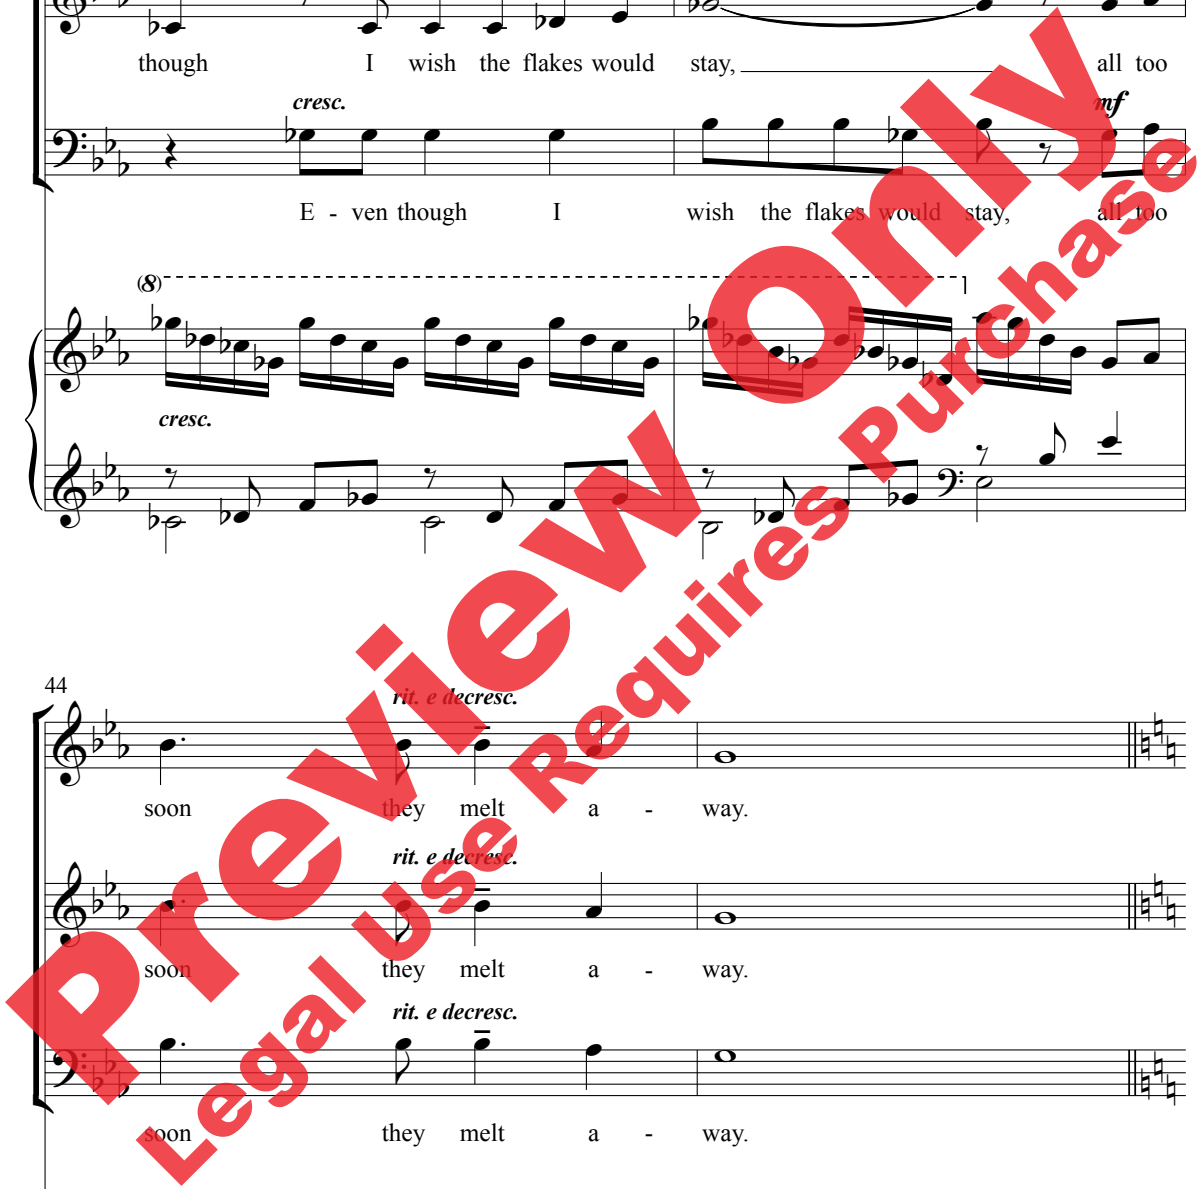 though I wish the flakes would stay, all too
cresc.
mf
E - ven though I wish the flakes would stay, all too
(8)
cresc.
44
rit. e decresc.
soon they melt a - way.
rit. e decresc.
soon they melt a - way.
rit. e decresc.
soon they melt a - way.
Preview Only
Legal Use Requires Purchase